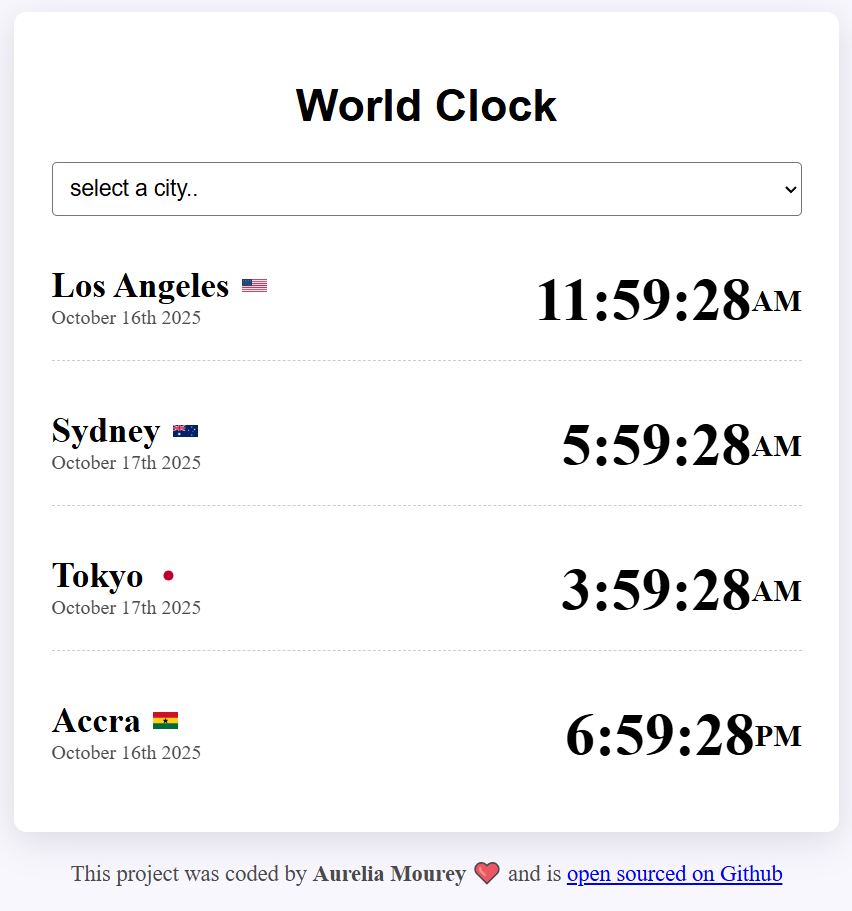 World Clock
select a city..
Los Angeles
October 16th 2025
11:59:28AM
Sydney
October 17th 2025
5:59:28AM
Tokyo
October 17th 2025
3:59:28AM
Accra
October 16th 2025
6:59:28PM
This project was coded by Aurelia Mourey ❤️ and is open sourced on Github